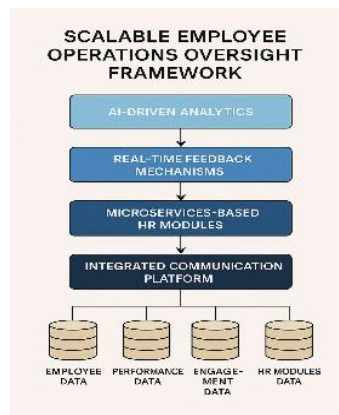 SCALABLE EMPLOYEE
OPERATIONS OVERSIGHT
FRAMEWORK
AI-DRIVEN ANALYTICS
REAL-TIME FEEDBACK
MECHANISMS
MICROSERVICES-BASED
HR MODULES
INTEGRATED COMMUNICATION
PLATFORM
EMPLOYEE
DATA
PERFORMANCE
DATA
ENGAGE-
MENT
DATA
HR MODULES
DATA